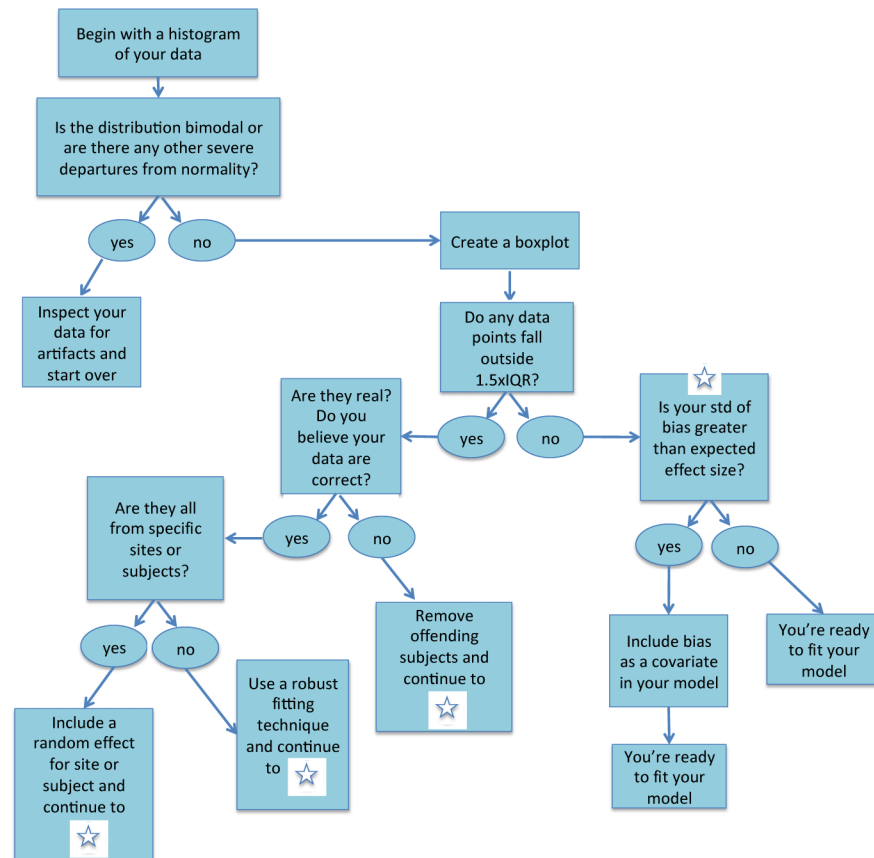 Begin with a histogram
of your data
Is the distribution bimodal or
are there any other severe
departures from normality?
yes
no
Create a boxplot
Inspect your
data for
artifacts and
start over
Do any data
points fall
outside
1.5xIQR?
Are they real?
Do you
believe your
data are
correct?
yes
no
Is your std of
bias greater
than expected
effect size?
Are they all
from specific
sites or
subjects?
yes
no
yes
no
Remove
offending
subjects and
continue to
Include bias
as a covariate
in your model
You're ready
to fit your
model
yes
no
Use a robust
fitting
technique
and continue
to
Include a
random effect
for site or
subject and
continue to
You're ready
to fit your
model